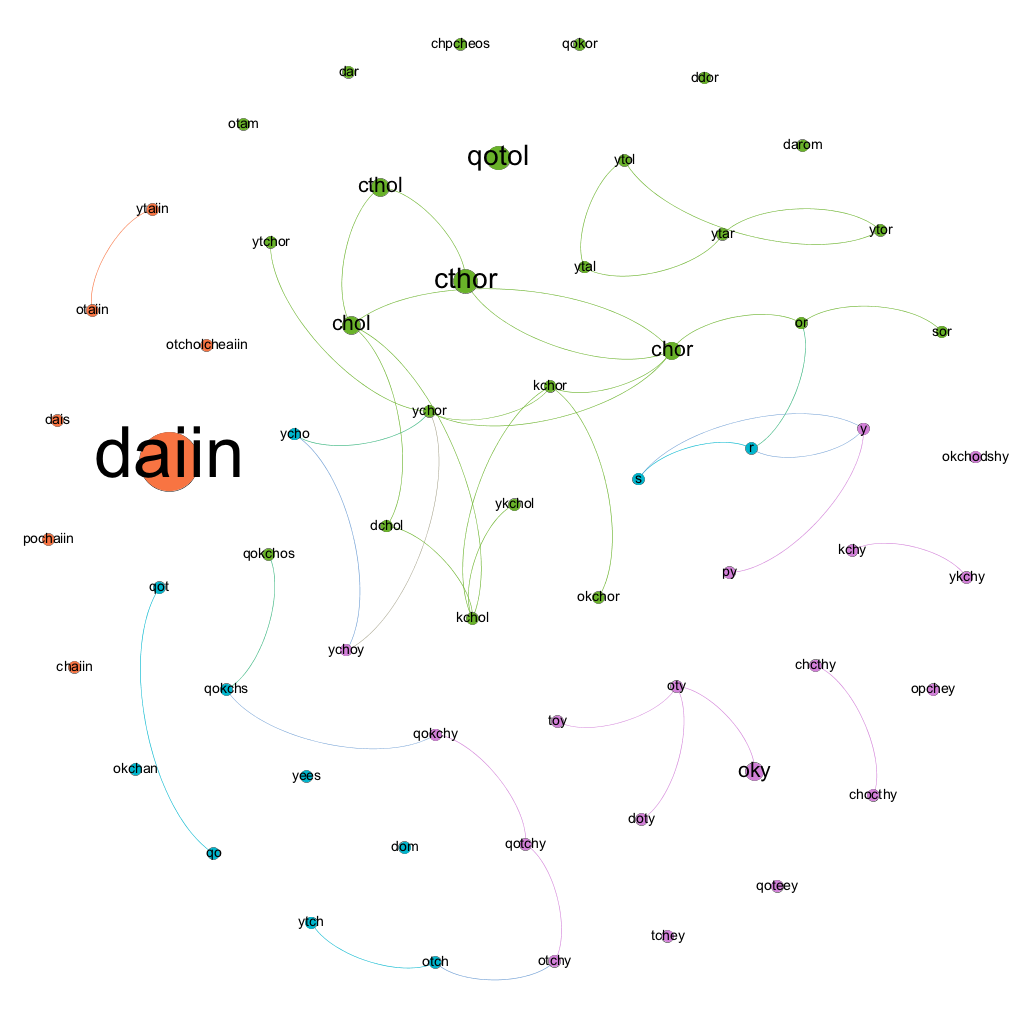 chpcheos
qokor
dar
ddor
otam
darom
qotol
ytol
cthol
ytaiin
ytar
ytor
ytchor
ytal
cthor
otaiin
chol
or
sor
otcholcheaiin
chor
kchor
ychor
dais
ycho
y
r
daiin
okchodshy
s
ykchol
dchol
pochaiin
kchy
qokchos
py
ykchy
qot
okchor
kchol
ychoy
chaiin
chcthy
qokchs
oty
opchey
toy
qokchy
okchan
yees
oky
chocthy
doty
qotchy
dom
qo
qoteey
ytch
tchey
otch
otchy